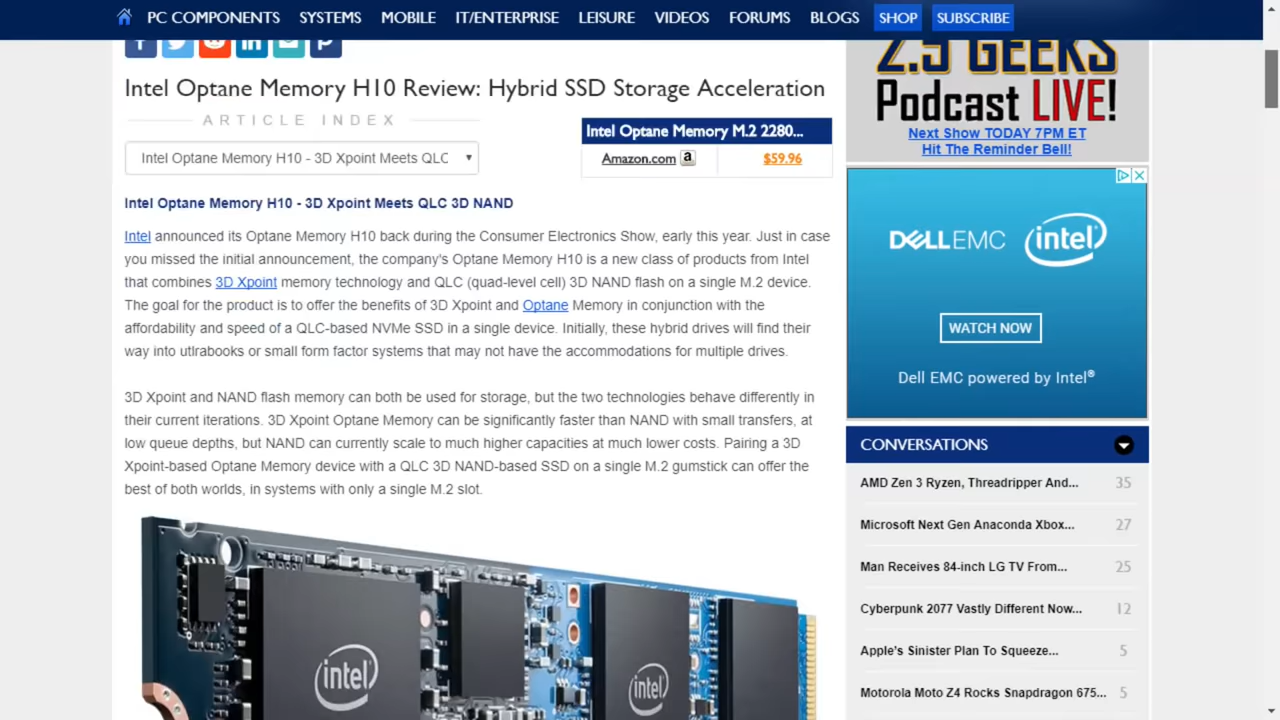 PC COMPONENTS SYSTEMS MOBILE IT/ENTERPRISE LEISURE VIDEOS FORUMS BLOGS SHOP SUBSCRIBE
Intel Optane Memory H10 Review: Hybrid SSD Storage Acceleration
ARTICLE INDEX
Intel Optane Memory H10 - 3D Xpoint Meets QLC
Intel Optane Memory M.2 2280...
Amazon.com a $59.96
Intel Optane Memory H10 - 3D Xpoint Meets QLC 3D NAND
Intel announced its Optane Memory H10 back during the Consumer Electronics Show, early this year. Just in case
you missed the initial announcement, the company's Optane Memory H10 is a new class of products from Intel
that combines 3D Xpoint memory technology and QLC (quad-level cell) 3D NAND flash on a single M.2 device.
The goal for the product is to offer the benefits of 3D Xpoint and Optane Memory in conjunction with the
affordability and speed of a QLC-based NVMe SSD in a single device. Initially, these hybrid drives will find their
way into utlrabooks or small form factor systems that may not have the accommodations for multiple drives.
3D Xpoint and NAND flash memory can both be used for storage, but the two technologies behave differently in
their current iterations. 3D Xpoint Optane Memory can be significantly faster than NAND with small transfers, at
low queue depths, but NAND can currently scale to much higher capacities at much lower costs. Pairing a 3D
Xpoint-based Optane Memory device with a QLC 3D NAND-based SSD on a single M.2 gumstick can offer the
best of both worlds, in systems with only a single M.2 slot.
intel
intel
2.5 GEEKS
Podcast LIVE!
Next Show TODAY 7PM ET
Hit The Reminder Bell!
DELLEMC intel
WATCH NOW
Dell EMC powered by Intel®
CONVERSATIONS
AMD Zen 3 Ryzen, Threadripper And... 35
Microsoft Next Gen Anaconda Xbox... 27
Man Receives 84-inch LG TV From... 25
Cyberpunk 2077 Vastly Different Now... 12
Apple's Sinister Plan To Squeeze... 5
Motorola Moto Z4 Rocks Snapdragon 675... 5